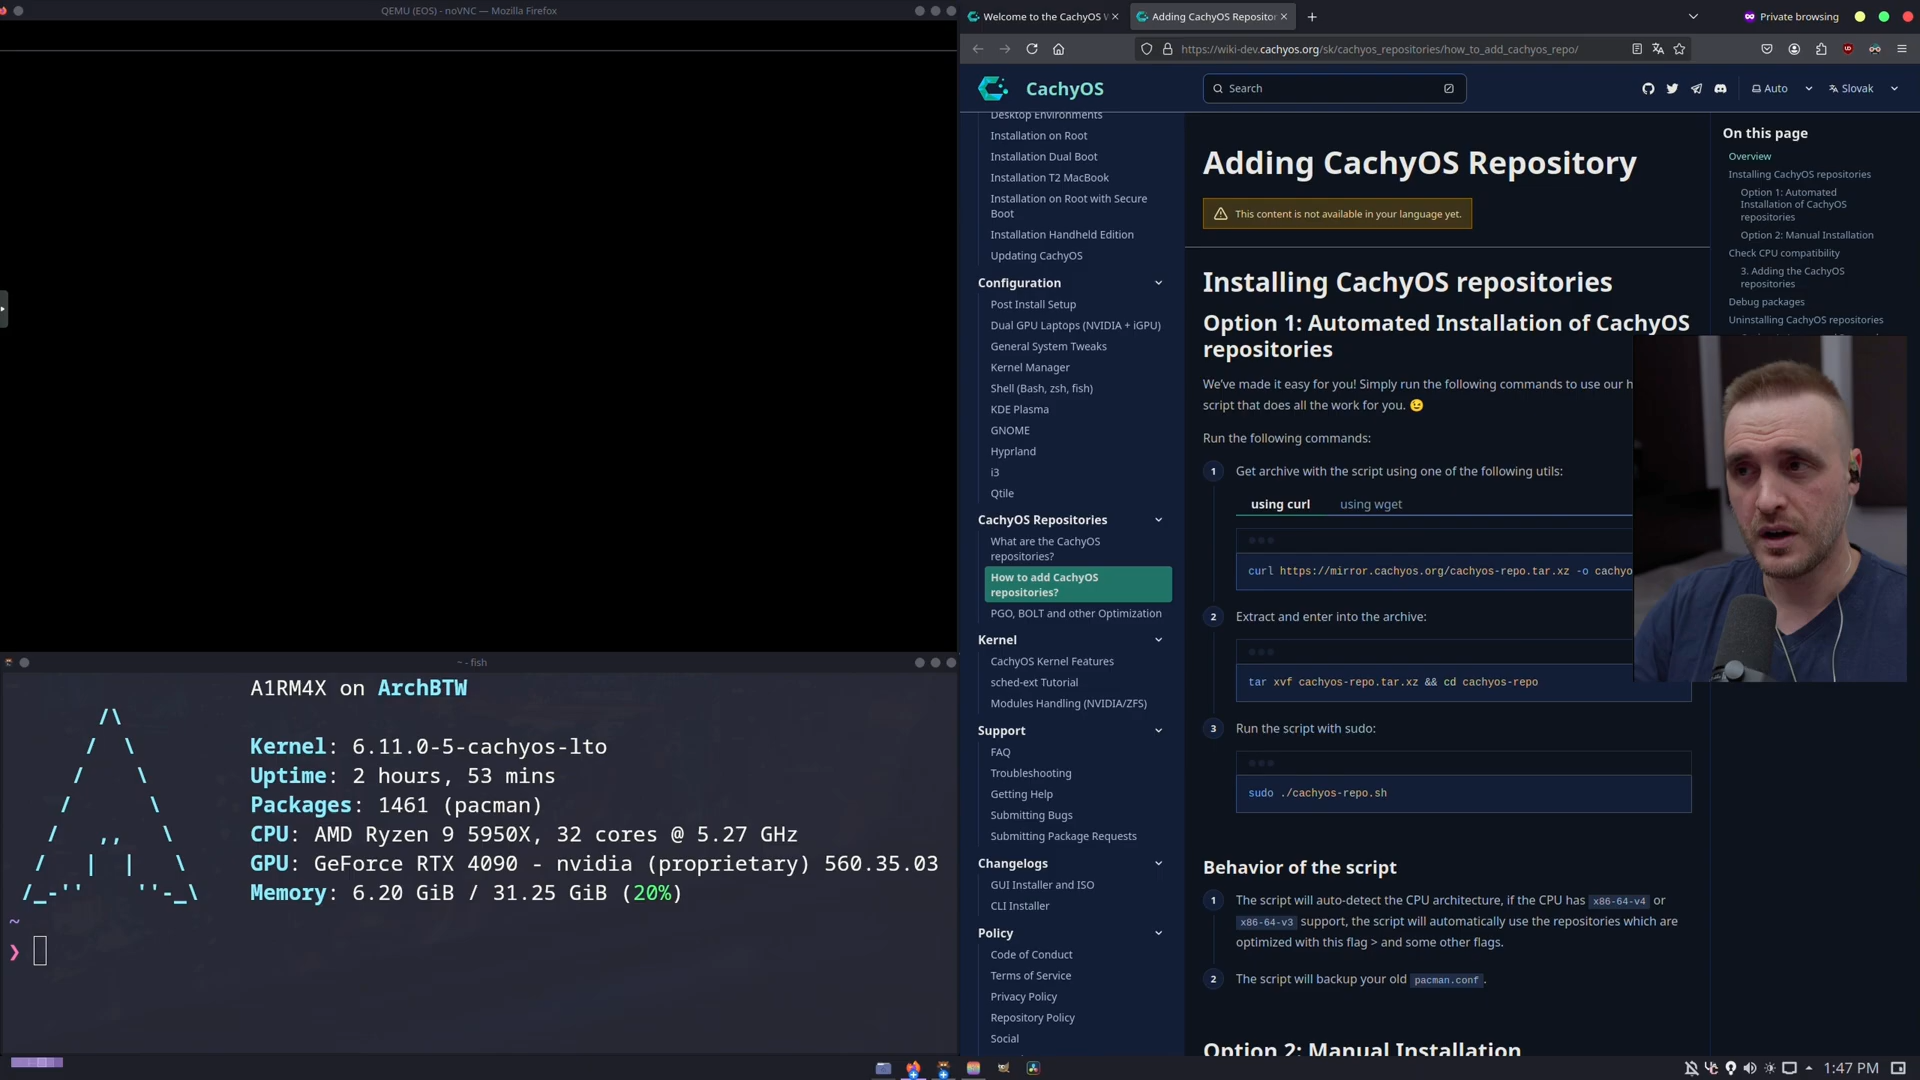 QEMU (EOS) - noVNC — Mozilla Firefox
~ - fish
A1RM4X on ArchBTW
Kernel: 6.11.0-5-cachyos-lto
Uptime: 2 hours, 53 mins
Packages: 1461 (pacman)
CPU: AMD Ryzen 9 5950X, 32 cores @ 5.27 GHz
GPU: GeForce RTX 4090 - nvidia (proprietary) 560.35.03
Memory: 6.20 GiB / 31.25 GiB (20%)
~
❯
Welcome to the CachyOS
Adding CachyOS Repositor
Private browsing
https://wiki-dev.cachyos.org/sk/cachyos_repositories/how_to_add_cachyos_repo/
CachyOS
Search
Auto
Slovak
Desktop Environments
Installation on Root
Installation Dual Boot
Installation T2 MacBook
Installation on Root with Secure
Boot
Installation Handheld Edition
Updating CachyOS
Configuration
Post Install Setup
Dual GPU Laptops (NVIDIA + iGPU)
General System Tweaks
Kernel Manager
Shell (Bash, zsh, fish)
KDE Plasma
GNOME
Hyprland
i3
Qtile
CachyOS Repositories
What are the CachyOS
repositories?
How to add CachyOS
repositories?
PGO, BOLT and other Optimization
Kernel
CachyOS Kernel Features
sched-ext Tutorial
Modules Handling (NVIDIA/ZFS)
Support
FAQ
Troubleshooting
Getting Help
Submitting Bugs
Submitting Package Requests
Changelogs
GUI Installer and ISO
CLI Installer
Policy
Code of Conduct
Terms of Service
Privacy Policy
Repository Policy
Social
Adding CachyOS Repository
This content is not available in your language yet.
Installing CachyOS repositories
Option 1: Automated Installation of CachyOS
repositories
We've made it easy for you! Simply run the following commands to use our h
script that does all the work for you. 😉
Run the following commands:
1 Get archive with the script using one of the following utils:
using curl using wget
curl https://mirror.cachyos.org/cachyos-repo.tar.xz -o cachyo
2 Extract and enter into the archive:
tar xvf cachyos-repo.tar.xz && cd cachyos-repo
3 Run the script with sudo:
sudo ./cachyos-repo.sh
Behavior of the script
1 The script will auto-detect the CPU architecture, if the CPU has x86-64-v4 or
x86-64-v3 support, the script will automatically use the repositories which are
optimized with this flag > and some other flags.
2 The script will backup your old pacman.conf.
Option 2: Manual Installation
On this page
Overview
Installing CachyOS repositories
Option 1: Automated
Installation of CachyOS
repositories
Option 2: Manual Installation
Check CPU compatibility
3. Adding the CachyOS
repositories
Debug packages
Uninstalling CachyOS repositories
1:47 PM